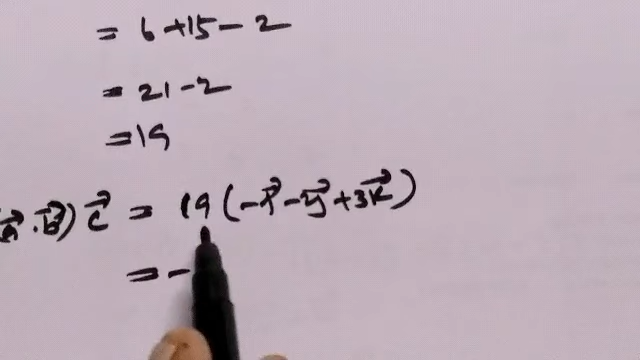 = 6 + 15 - 2
= 21 - 2
= 19
(a⃗ . b⃗) c⃗ = 19 (-i⃗ - 2j⃗ + 3k⃗)
= -